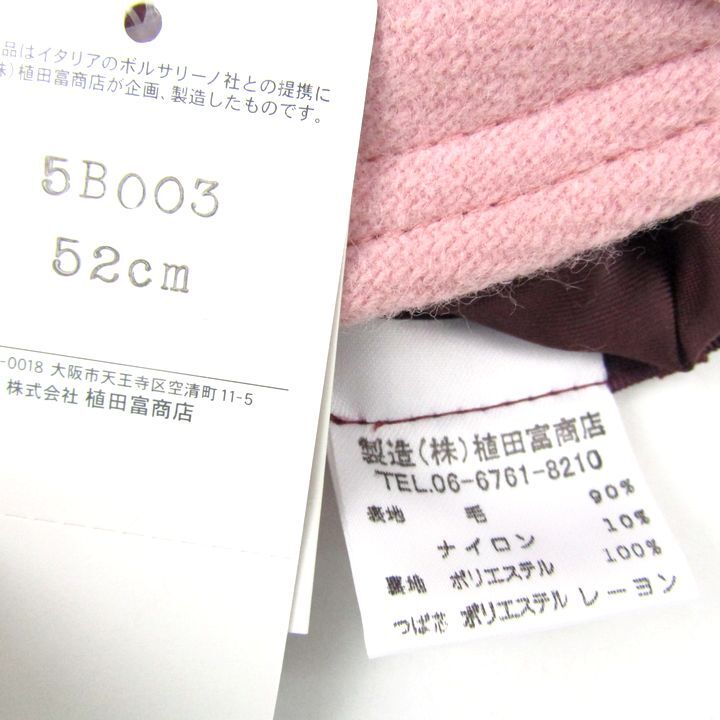 品はイタリアのボルサリーノ社との提携に
株)植田富商店が企画、製造したものです。
5B003
52cm
-0018 大阪市天王寺区空清町11-5
株式会社 植田富商店
製造(株)植田富商店
TEL.06-6761-8210
表地 毛 90%
ナイロン 10%
裏地 ポリエステル 100%
つば芯 ポリエステル レーヨン